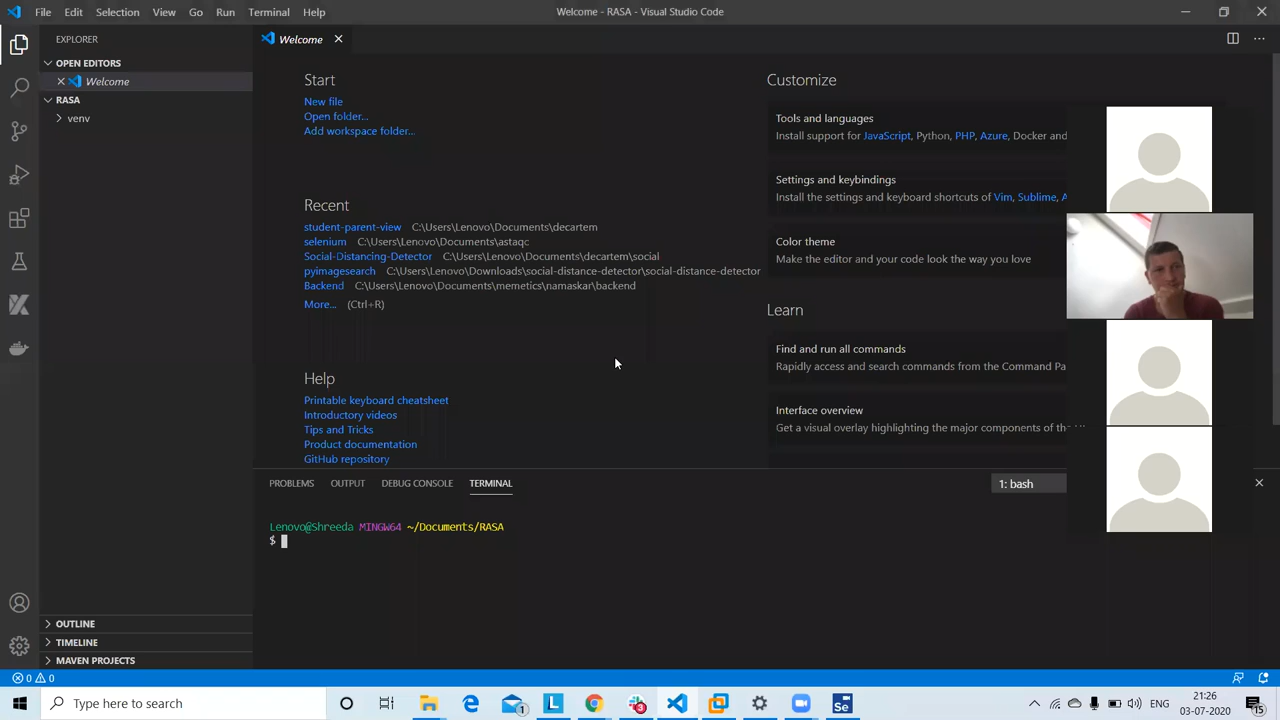 File Edit Selection View Go Run Terminal Help
Welcome - RASA - Visual Studio Code
EXPLORER
Welcome
OPEN EDITORS
Welcome
RASA
venv
Start
New file
Open folder...
Add workspace folder...
Recent
student-parent-view C:\Users\Lenovo\Documents\decartem
selenium C:\Users\Lenovo\Documents\astaqc
Social-Distancing-Detector C:\Users\Lenovo\Documents\decartem\social
pyimagesearch C:\Users\Lenovo\Downloads\social-distance-detector\social-distance-detector
Backend C:\Users\Lenovo\Documents\memetics\namaskar\backend
More... (Ctrl+R)
Help
Printable keyboard cheatsheet
Introductory videos
Tips and Tricks
Product documentation
GitHub repository
Customize
Tools and languages
Install support for JavaScript, Python, PHP, Azure, Docker and
Settings and keybindings
Install the settings and keyboard shortcuts of Vim, Sublime, A
Color theme
Make the editor and your code look the way you love
Learn
Find and run all commands
Rapidly access and search commands from the Command Pa
Interface overview
Get a visual overlay highlighting the major components of the
PROBLEMS OUTPUT DEBUG CONSOLE TERMINAL
1: bash
Lenovo@Shreeda MINGW64 ~/Documents/RASA
$
OUTLINE
TIMELINE
MAVEN PROJECTS
0 0
Type here to search
1
L
3
Se
ENG
21:26
03-07-2020
15